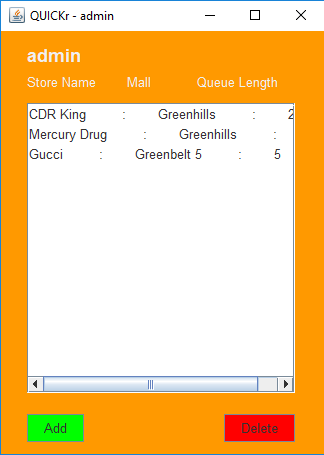 QUICKr - admin
admin
Store Name Mall Queue Length
CDR King : Greenhills : 2
Mercury Drug : Greenhills :
Gucci : Greenbelt 5 : 5
Add Delete